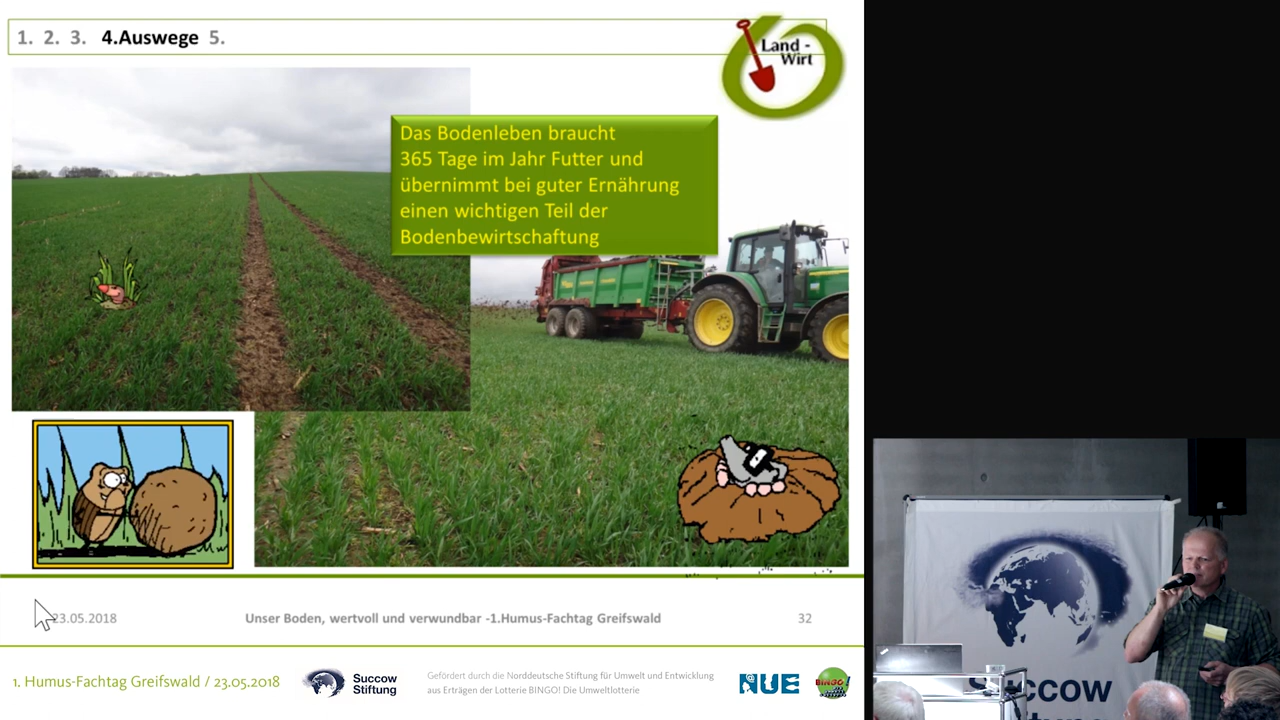 1. 2. 3. 4.Auswege 5.
Land -
Wirt
Das Bodenleben braucht
365 Tage im Jahr Futter und
übernimmt bei guter Ernährung
einen wichtigen Teil der
Bodenbewirtschaftung
23.05.2018
Unser Boden, wertvoll und verwundbar -1.Humus-Fachtag Greifswald
32
1. Humus-Fachtag Greifswald / 23.05.2018
Succow
Stiftung
Gefördert durch die Norddeutsche Stiftung für Umwelt und Entwicklung
aus Erträgen der Lotterie BINGO! Die Umweltlotterie
NUE
BINGO!
Succow